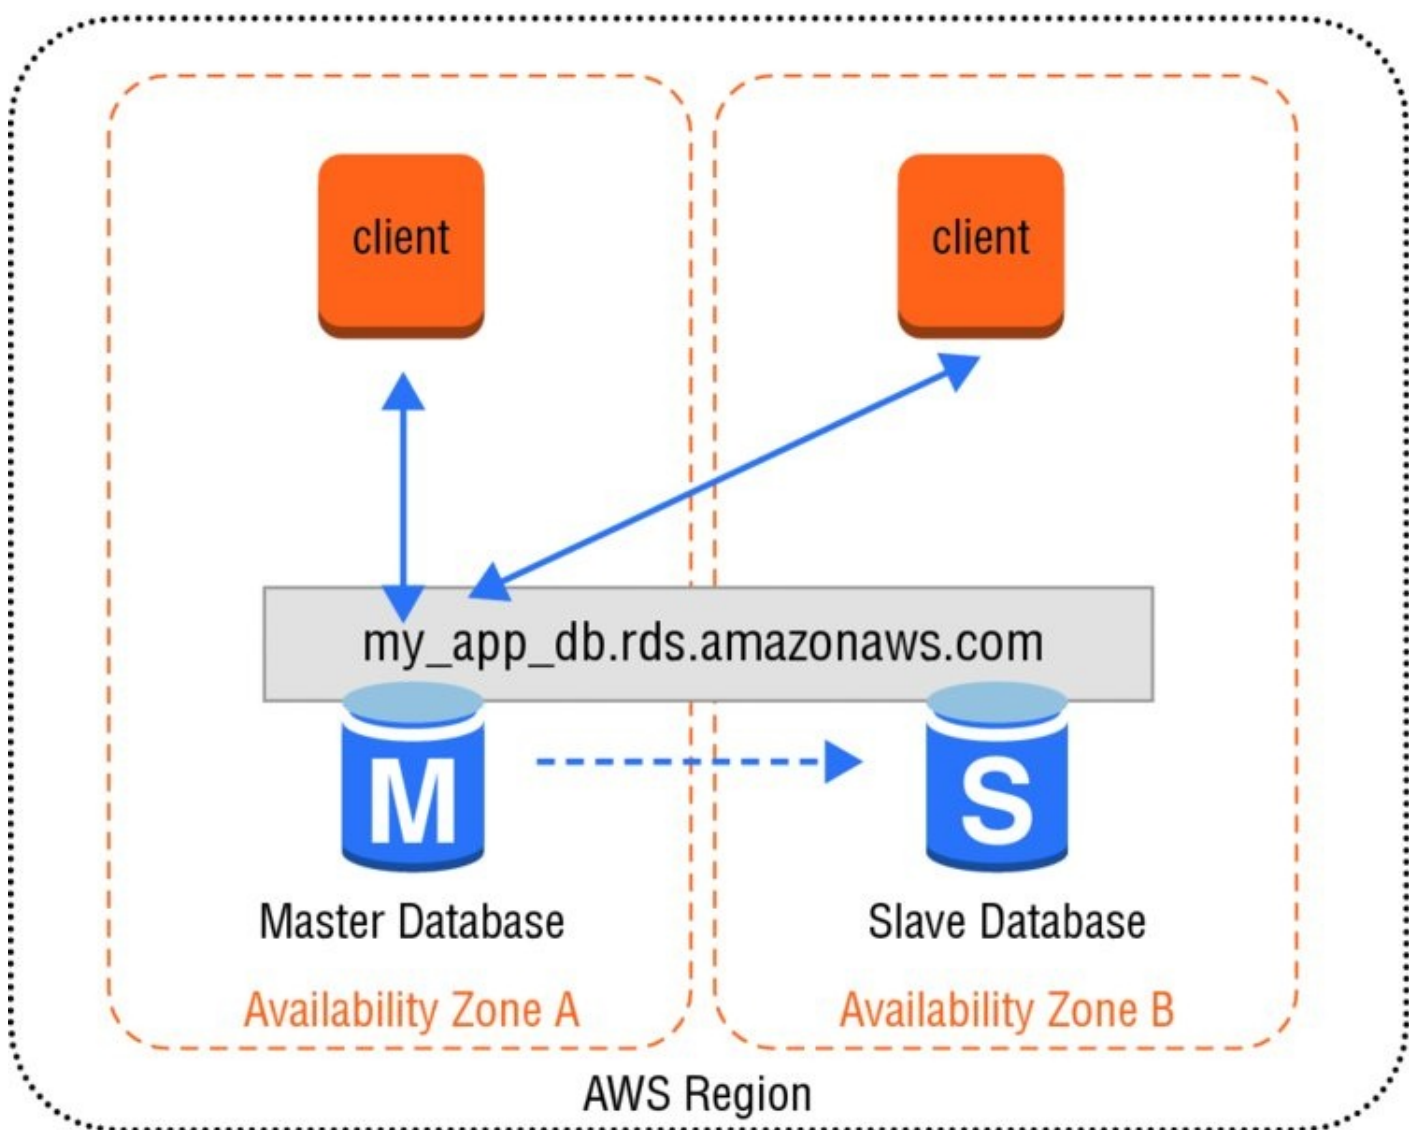 client
client
my_app_db.rds.amazonaws.com
M
S
Master Database
Slave Database
Availability Zone A
Availability Zone B
AWS Region